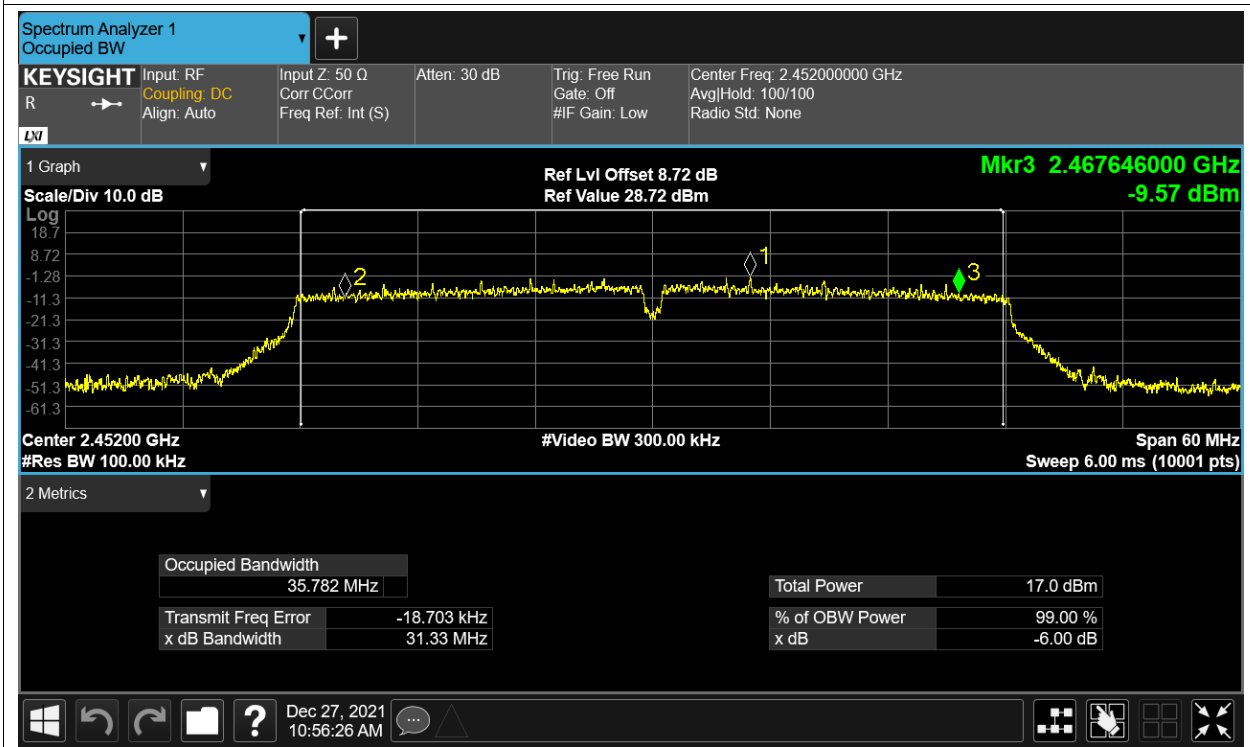 Spectrum Analyzer 1
Occupied BW
KEYSIGHT
R
LXI
Input: RF
Coupling: DC
Align: Auto
Input Z: 50 Ω
Corr CCorr
Freq Ref: Int (S)
Atten: 30 dB
Trig: Free Run
Gate: Off
#IF Gain: Low
Center Freq: 2.452000000 GHz
Avg|Hold: 100/100
Radio Std: None
1 Graph
Scale/Div 10.0 dB
Ref Lvl Offset 8.72 dB
Ref Value 28.72 dBm
Mkr3 2.467646000 GHz
-9.57 dBm
Log
18.7
8.72
-1.28
-11.3
-21.3
-31.3
-41.3
-51.3
-61.3
2
1
3
Center 2.45200 GHz
#Res BW 100.00 kHz
#Video BW 300.00 kHz
Span 60 MHz
Sweep 6.00 ms (10001 pts)
2 Metrics
Occupied Bandwidth
35.782 MHz
Transmit Freq Error -18.703 kHz
x dB Bandwidth 31.33 MHz
Total Power 17.0 dBm
% of OBW Power 99.00 %
x dB -6.00 dB
?
Dec 27, 2021
10:56:26 AM